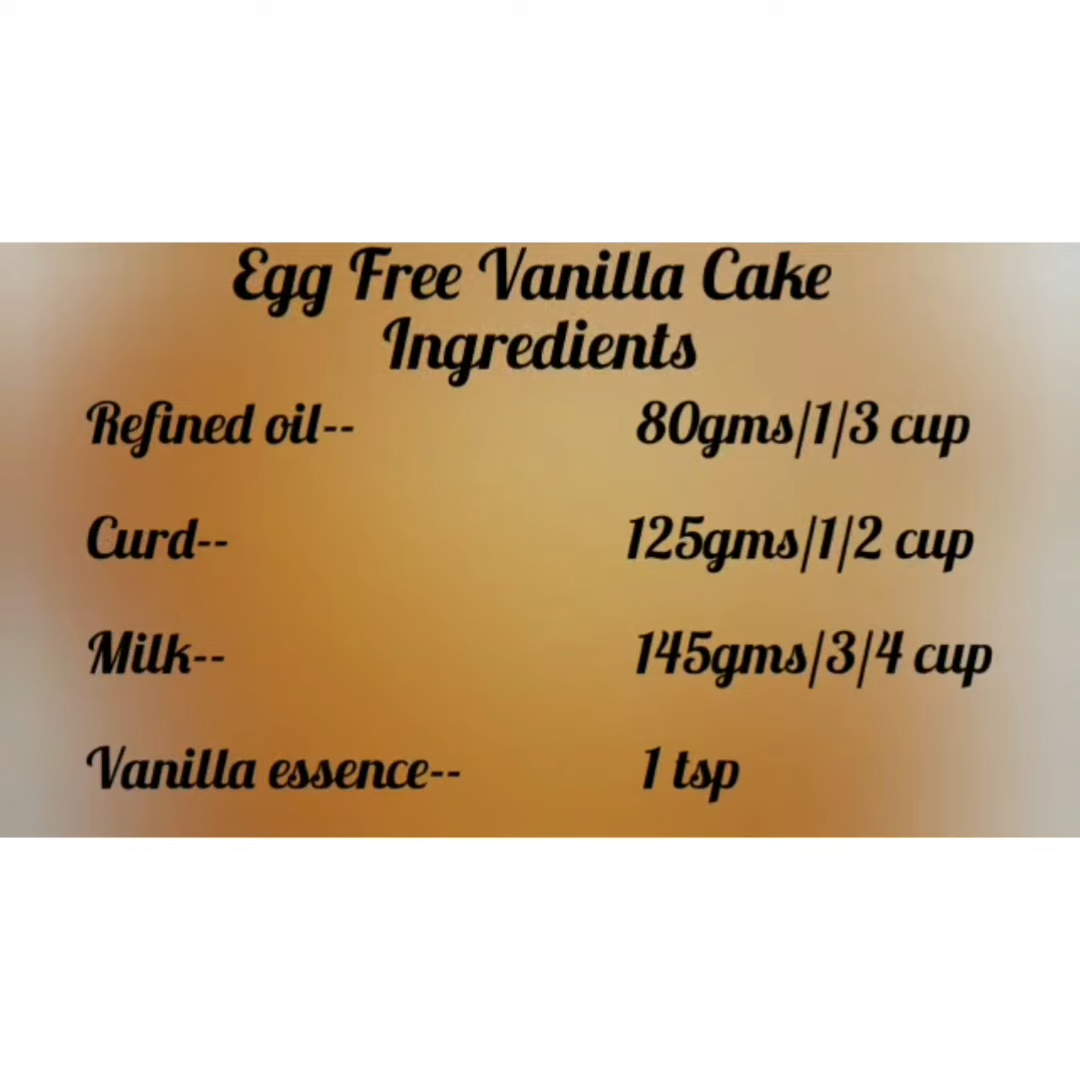 Egg Free Vanilla Cake
Ingredients
Refined oil-- 80gms/1/3 cup
Curd-- 125gms/1/2 cup
Milk-- 145gms/3/4 cup
Vanilla essence-- 1 tsp